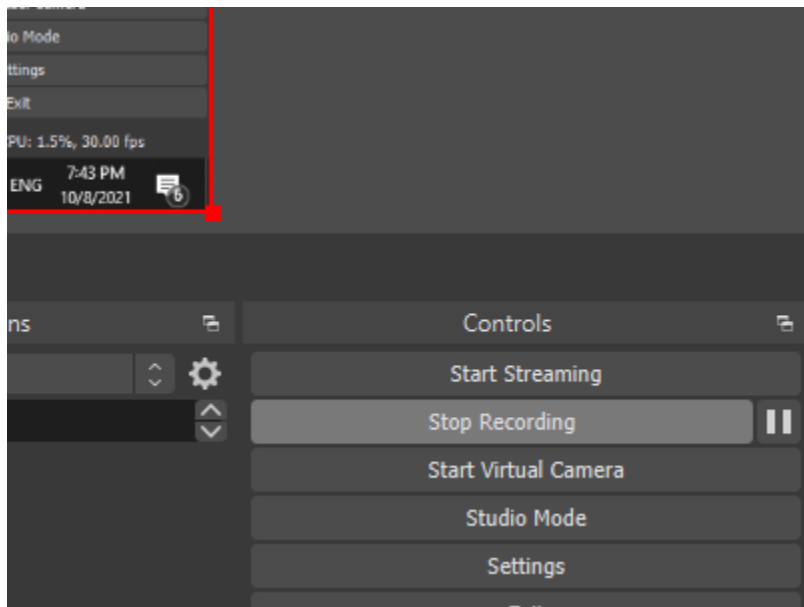 io Mode
ttings
Exit
PU: 1.5%, 30.00 fps
ENG 7:43 PM
10/8/2021
6
ns
Controls
Start Streaming
Stop Recording
Start Virtual Camera
Studio Mode
Settings